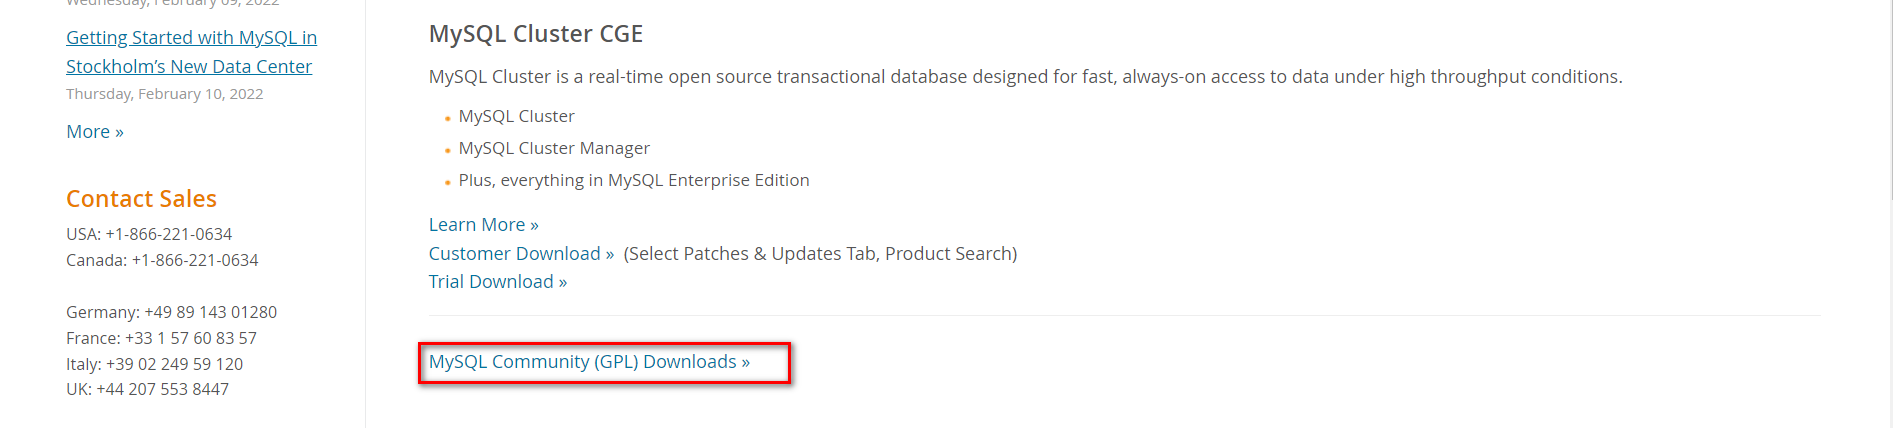 Wednesday, February 09, 2022
Getting Started with MySQL in
Stockholm’s New Data Center
Thursday, February 10, 2022
More »
Contact Sales
USA: +1-866-221-0634
Canada: +1-866-221-0634
Germany: +49 89 143 01280
France: +33 1 57 60 83 57
Italy: +39 02 249 59 120
UK: +44 207 553 8447
MySQL Cluster CGE
MySQL Cluster is a real-time open source transactional database designed for fast, always-on access to data under high throughput conditions.
MySQL Cluster
MySQL Cluster Manager
Plus, everything in MySQL Enterprise Edition
Learn More »
Customer Download » (Select Patches & Updates Tab, Product Search)
Trial Download »
MySQL Community (GPL) Downloads »